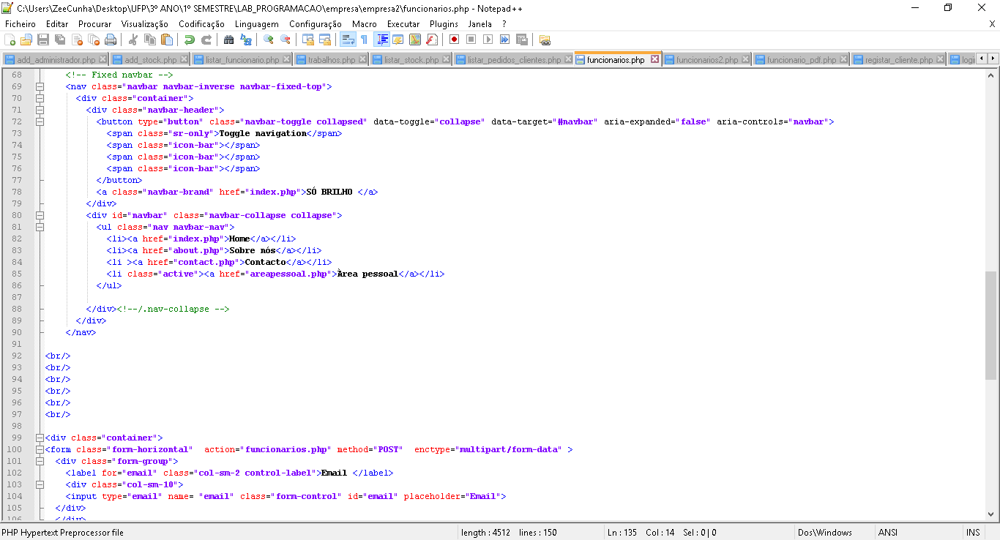 C:\Users\ZeeCunha\Desktop\UFP\3º ANO\1º SEMESTRE\LAB_PROGRAMACAO\empresa\empresa2\funcionarios.php - Notepad++
Ficheiro Editar Procurar Visualização Codificação Linguagem Configuração Macro Executar Plugins Janela ? X
add_administrador.php add_stock.php listar_funcionario.php trabalhos.php listar_stock.php listar_pedidos_clientes.php funcionarios.php funcionarios2.php funcionario_pdf.php registar_cliente.php logi
68 <!-- Fixed navbar -->
69 <nav class="navbar navbar-inverse navbar-fixed-top">
70 <div class="container">
71 <div class="navbar-header">
72 <button type="button" class="navbar-toggle collapsed" data-toggle="collapse" data-target="#navbar" aria-expanded="false" aria-controls="navbar">
73 <span class="sr-only">Toggle navigation</span>
74 <span class="icon-bar"></span>
75 <span class="icon-bar"></span>
76 <span class="icon-bar"></span>
77 </button>
78 <a class="navbar-brand" href="index.php">SÓ BRILHO </a>
79 </div>
80 <div id="navbar" class="navbar-collapse collapse">
81 <ul class="nav navbar-nav">
82 <li><a href="index.php">Home</a></li>
83 <li><a href="about.php">Sobre nós</a></li>
84 <li ><a href="contact.php">Contacto</a></li>
85 <li class="active"><a href="areapessoal.php">Àrea pessoal</a></li>
86 </ul>
87
88 </div><!--/.nav-collapse -->
89 </div>
90 </nav>
91
92 <br/>
93 <br/>
94 <br/>
95 <br/>
96 <br/>
97 <br/>
98
99 <div class="container">
100 <form class="form-horizontal" action="funcionarios.php" method="POST" enctype="multipart/form-data" >
101 <div class="form-group">
102 <label for="email" class="col-sm-2 control-label">Email </label>
103 <div class="col-sm-10">
104 <input type="email" name= "email" class="form-control" id="email" placeholder="Email">
105 </div>
106 </div>
PHP Hypertext Preprocessor file length : 4512 lines : 150 Ln : 135 Col : 14 Sel : 0 | 0 Dos\Windows ANSI INS